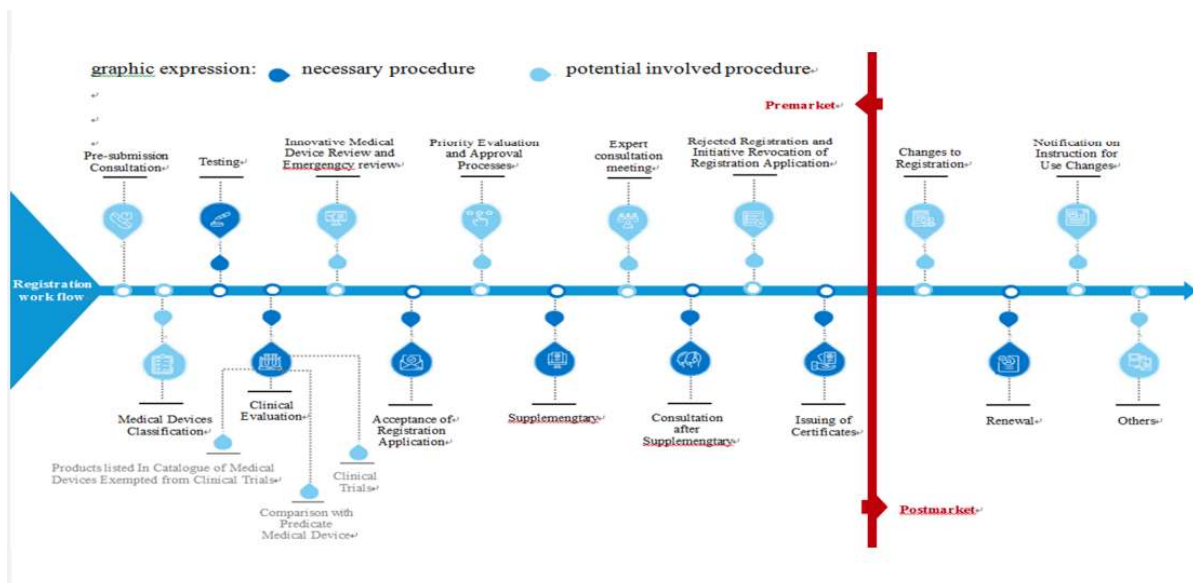 graphic expression: necessary procedure potential involved procedure
Premarket
Pre-submission
Consultation
Testing
Innovative Medical
Device Review and
Emergengcy review
Priority Evaluation
and Approval
Processes
Expert
consultation
meeting
Rejected Registration and
Initiative Revocation of
Registration Application
Changes to
Registration
Notification on
Instruction for
Use Changes
Registration
work flow
Medical Devices
Classification
Clinical
Evaluation
Acceptance of
Registration
Application
Supplemengtary
Consultation
after
Supplemengtary
Issuing of
Certificates
Renewal
Others
Products listed In Catalogue of Medical
Devices Exempted from Clinical Trials
Comparison with
Predicate
Medical Device
Clinical
Trials
Postmarket